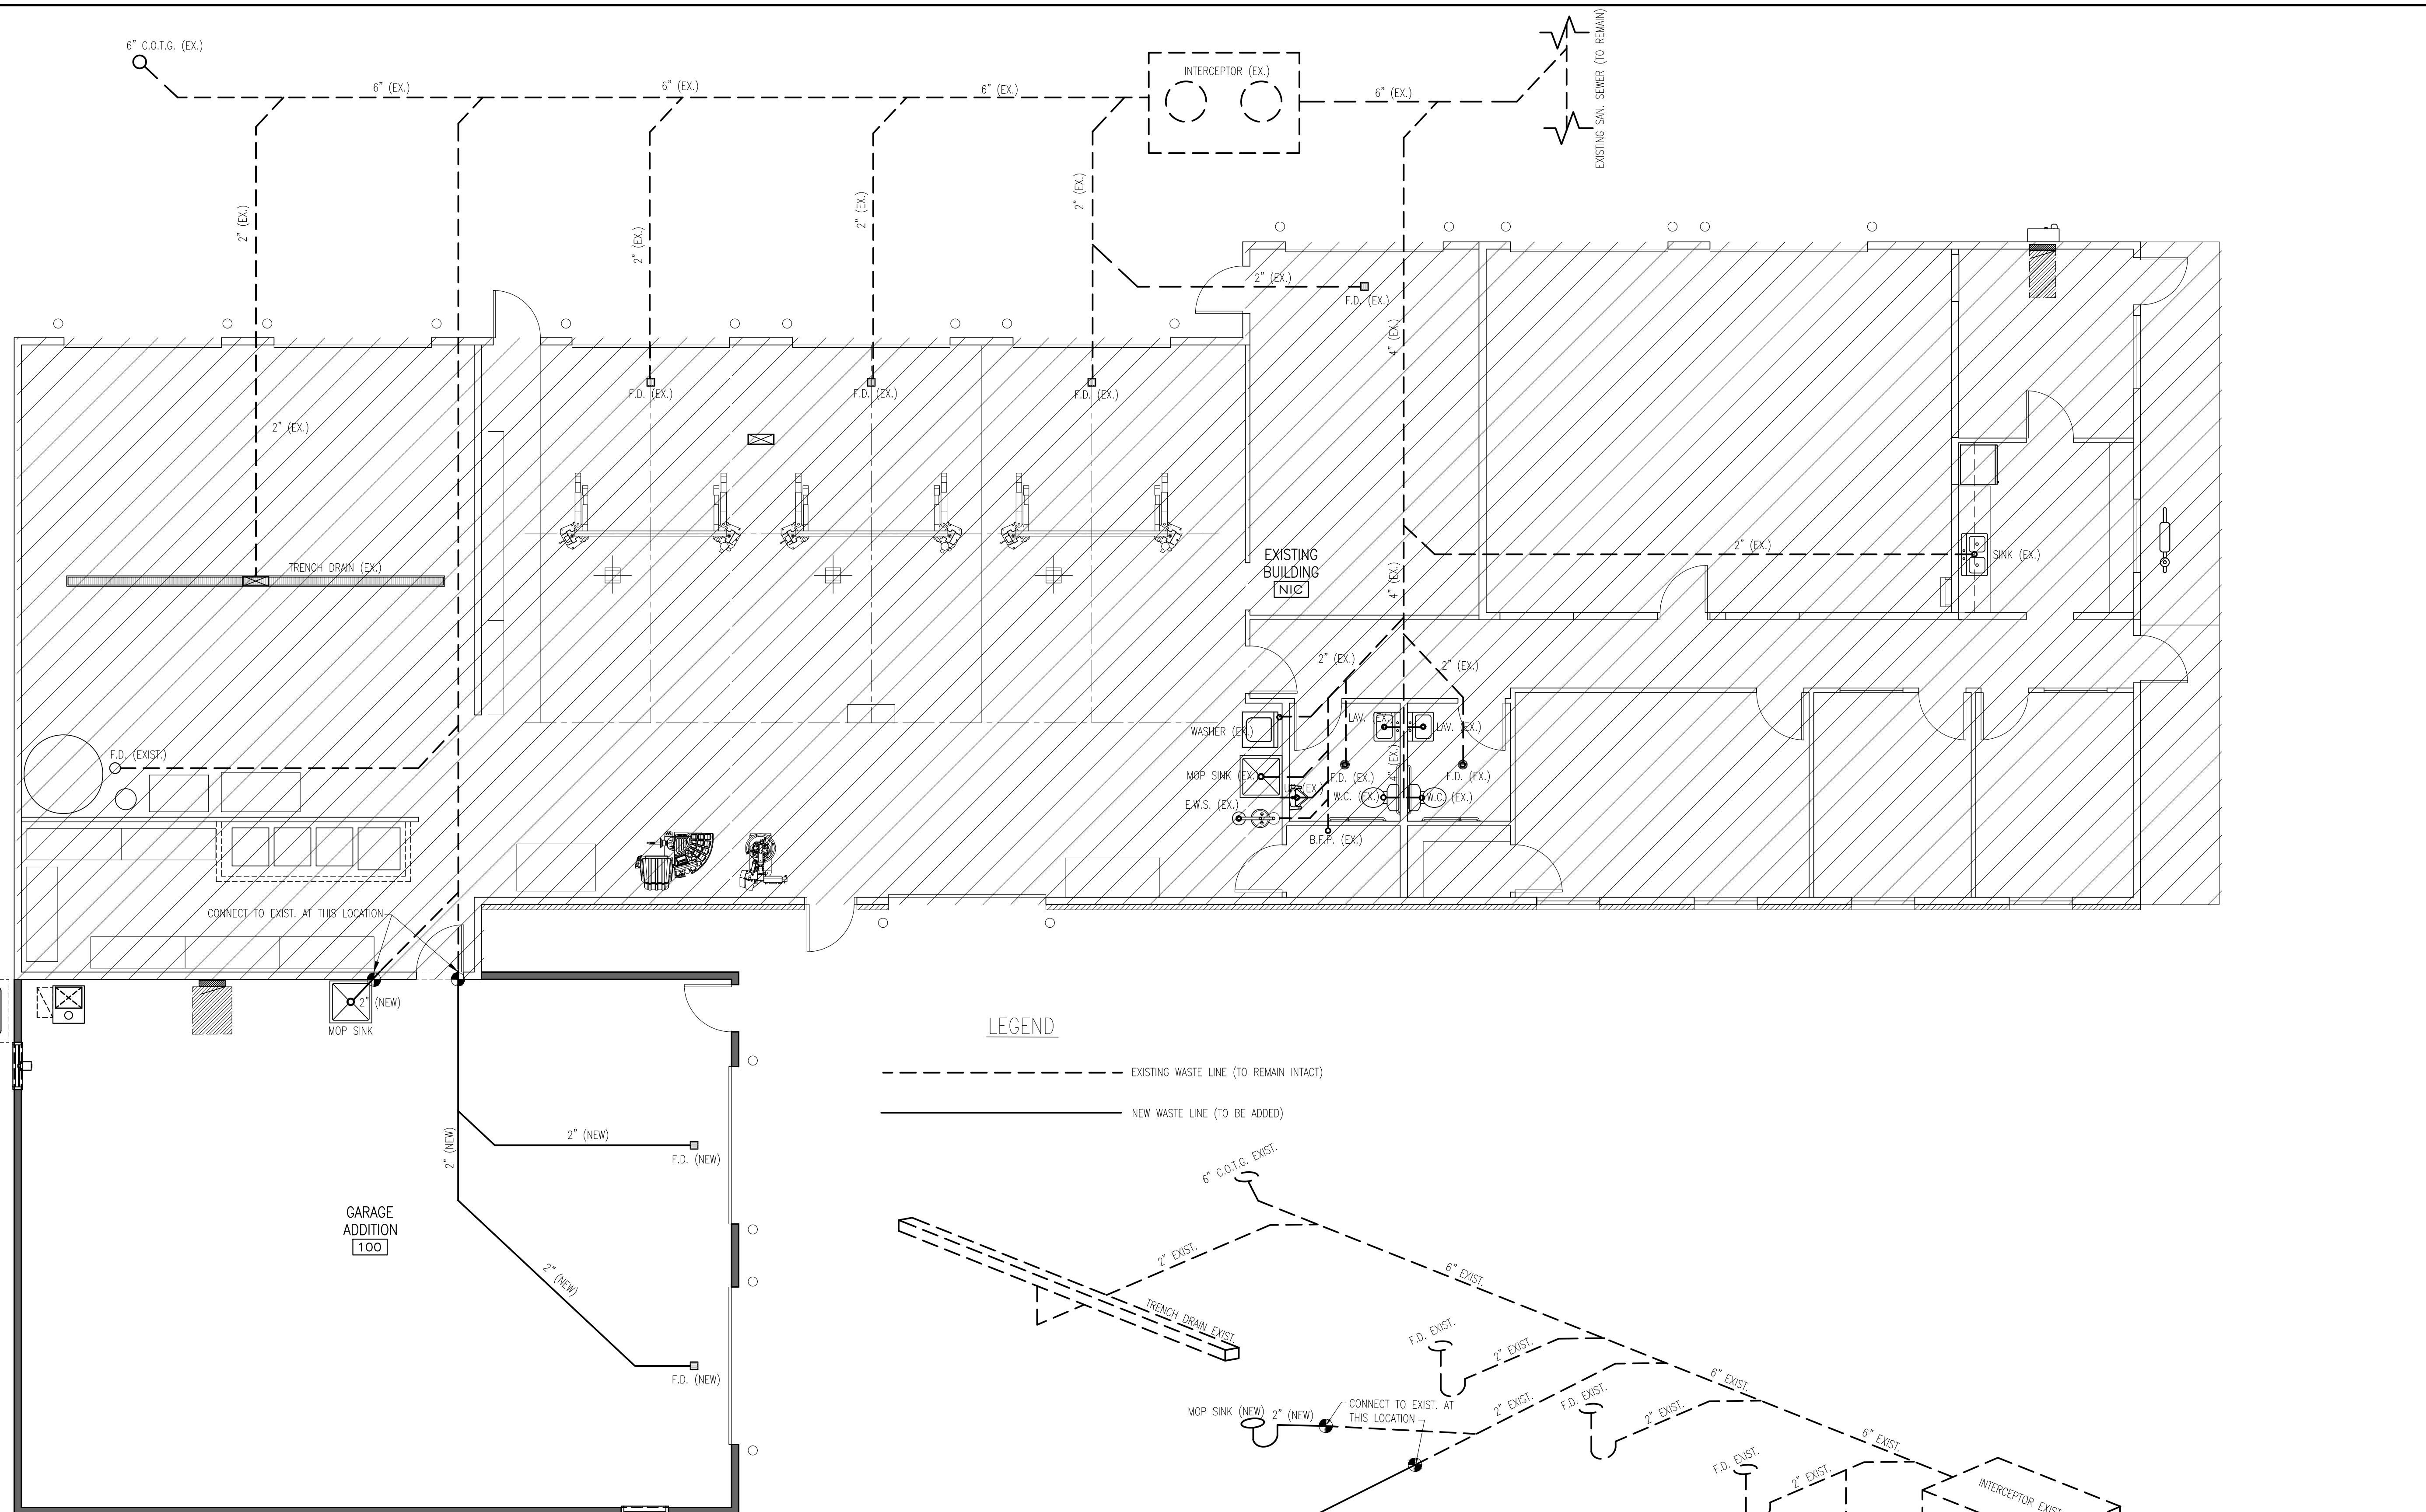 6" C.O.T.G. (EX.)
6" (EX.)
6" (EX.)
6" (EX.)
INTERCEPTOR (EX.)
6" (EX.)
EXISTING SAN. SEWER (TO REMAIN)
2" (EX.)
2" (EX.)
2" (EX.)
2" (EX.)
2" (EX.)
F.D. (EX.)
4" (EX.)
F.D. (EX.)
F.D. (EX.)
F.D. (EX.)
2" (EX.)
TRENCH DRAIN (EX.)
EXISTING
BUILDING
NIC
4" (EX.)
2" (EX.)
SINK (EX.)
2" (EX.)
2" (EX.)
F.D. (EXIST.)
WASHER (EX.)
LAV. (EX.)
LAV. (EX.)
4" (EX.)
MOP SINK (EX.)
F.D. (EX.)
F.D. (EX.)
E.W.S. (EX.)
W.C. (EX.)
W.C. (EX.)
B.F.P. (EX.)
CONNECT TO EXIST. AT THIS LOCATION
2" (NEW)
MOP SINK
LEGEND
EXISTING WASTE LINE (TO REMAIN INTACT)
NEW WASTE LINE (TO BE ADDED)
2" (NEW)
2" (NEW)
F.D. (NEW)
GARAGE
ADDITION
100
2" (NEW)
F.D. (NEW)
6" C.O.T.G. EXIST.
2" EXIST.
6" EXIST.
TRENCH DRAIN EXIST.
F.D. EXIST.
2" EXIST.
6" EXIST.
MOP SINK (NEW)
2" (NEW)
CONNECT TO EXIST. AT
THIS LOCATION
2" EXIST.
F.D. EXIST.
2" EXIST.
6" EXIST.
F.D. EXIST.
2" EXIST.
INTERCEPTOR EXIST.